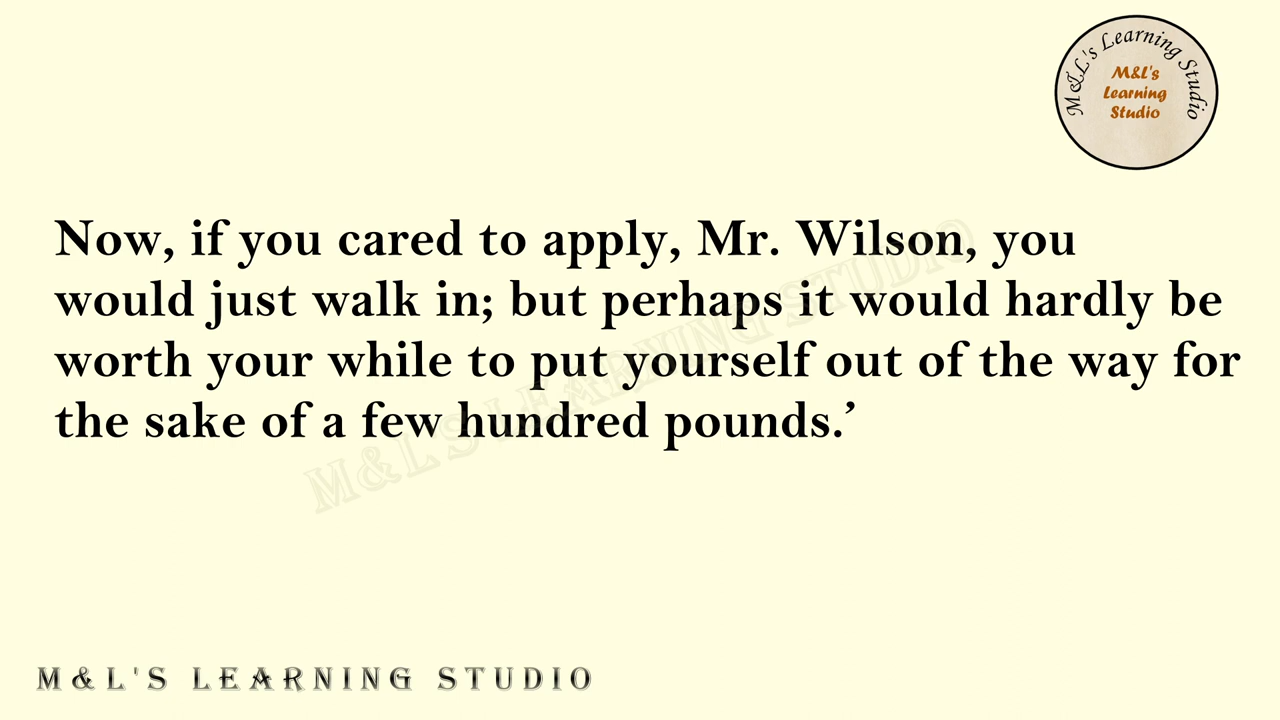 M&L's Learning Studio
M&L's
Learning
Studio
Now, if you cared to apply, Mr. Wilson, you
would just walk in; but perhaps it would hardly be
worth your while to put yourself out of the way for
the sake of a few hundred pounds.’
M&L'S LEARNING STUDIO
M&L'S LEARNING STUDIO